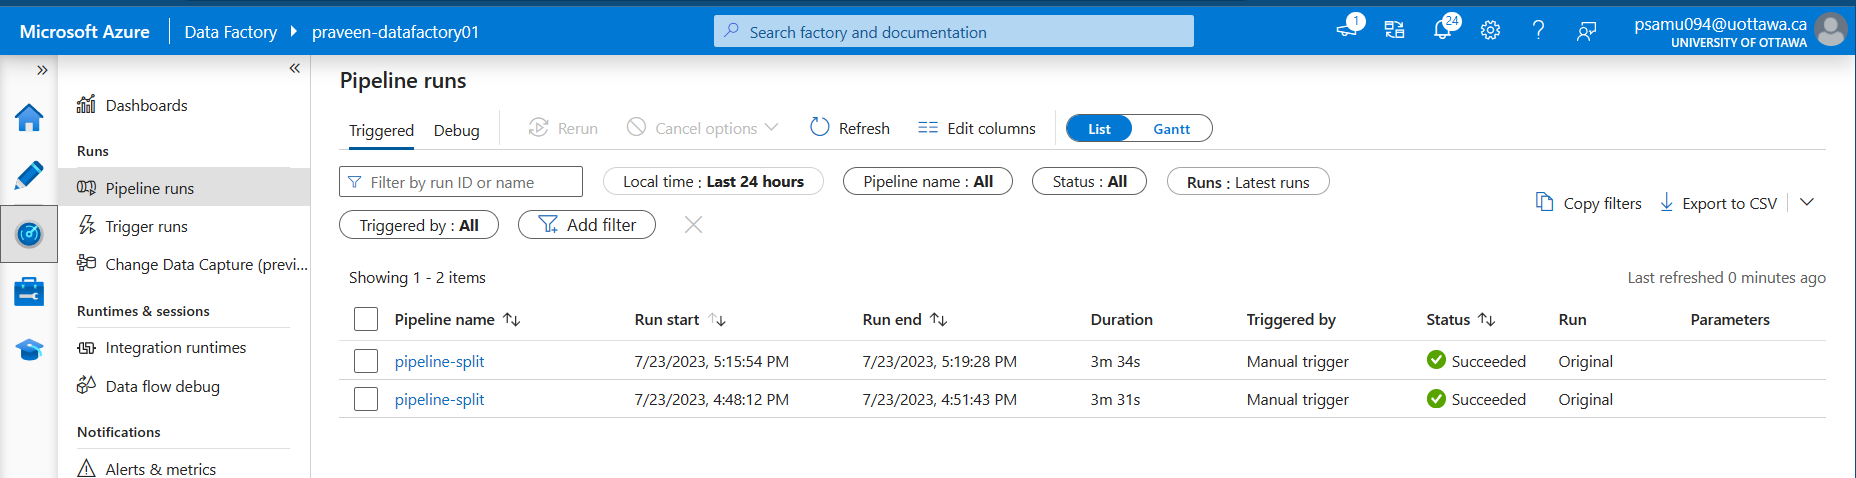 Microsoft Azure Data Factory praveen-datafactory01 Search factory and documentation 1 24 psamu094@uottawa.ca
UNIVERSITY OF OTTAWA
Dashboards
Runs
Pipeline runs
Trigger runs
Change Data Capture (previ...
Runtimes & sessions
Integration runtimes
Data flow debug
Notifications
Alerts & metrics
Pipeline runs
Triggered Debug Rerun Cancel options Refresh Edit columns List Gantt
Filter by run ID or name Local time : Last 24 hours Pipeline name : All Status : All Runs : Latest runs
Triggered by : All Add filter
Copy filters Export to CSV
Showing 1 - 2 items Last refreshed 0 minutes ago
Pipeline name Run start Run end Duration Triggered by Status Run Parameters
pipeline-split 7/23/2023, 5:15:54 PM 7/23/2023, 5:19:28 PM 3m 34s Manual trigger Succeeded Original
pipeline-split 7/23/2023, 4:48:12 PM 7/23/2023, 4:51:43 PM 3m 31s Manual trigger Succeeded Original